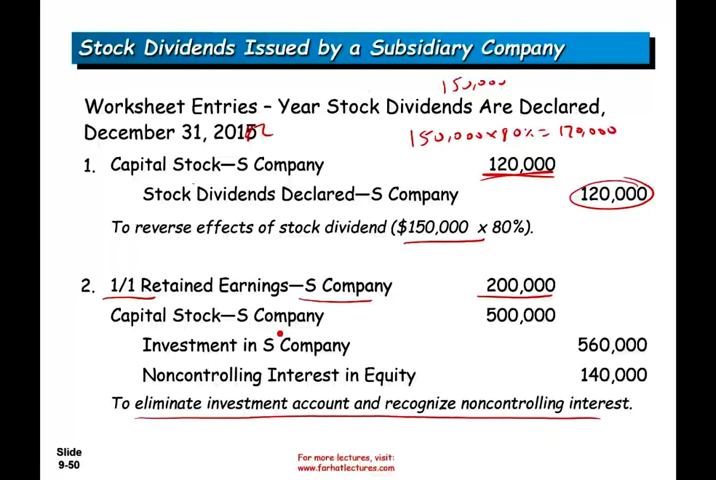 Stock Dividends Issued by a Subsidiary Company
150,000
Worksheet Entries – Year Stock Dividends Are Declared,
December 31, 201
150,000 x 80% = 120,000
1. Capital Stock—S Company 120,000
Stock Dividends Declared—S Company 120,000
To reverse effects of stock dividend ($150,000 x 80%).
2. 1/1 Retained Earnings—S Company 200,000
Capital Stock—S Company 500,000
Investment in S Company 560,000
Noncontrolling Interest in Equity 140,000
To eliminate investment account and recognize noncontrolling interest.
Slide
9-50
For more lectures, visit:
www.farhatlectures.com